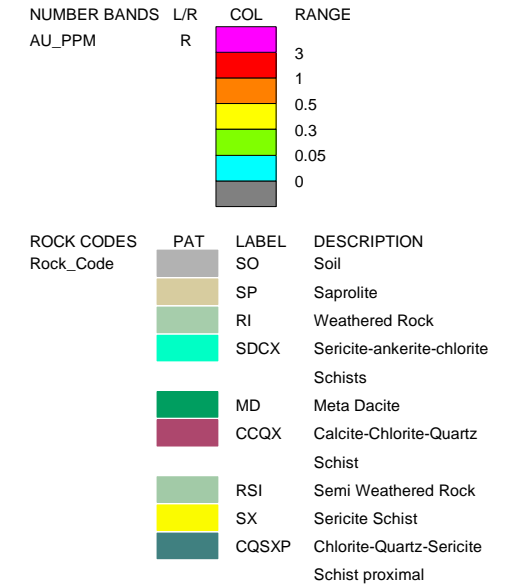 NUMBER BANDS L/R COL RANGE
AU_PPM R
3
1
0.5
0.3
0.05
0
ROCK CODES PAT LABEL DESCRIPTION
Rock_Code SO Soil
SP Saprolite
RI Weathered Rock
SDCX Sericite-ankerite-chlorite
Schists
MD Meta Dacite
CCQX Calcite-Chlorite-Quartz
Schist
RSI Semi Weathered Rock
SX Sericite Schist
CQSXP Chlorite-Quartz-Sericite
Schist proximal